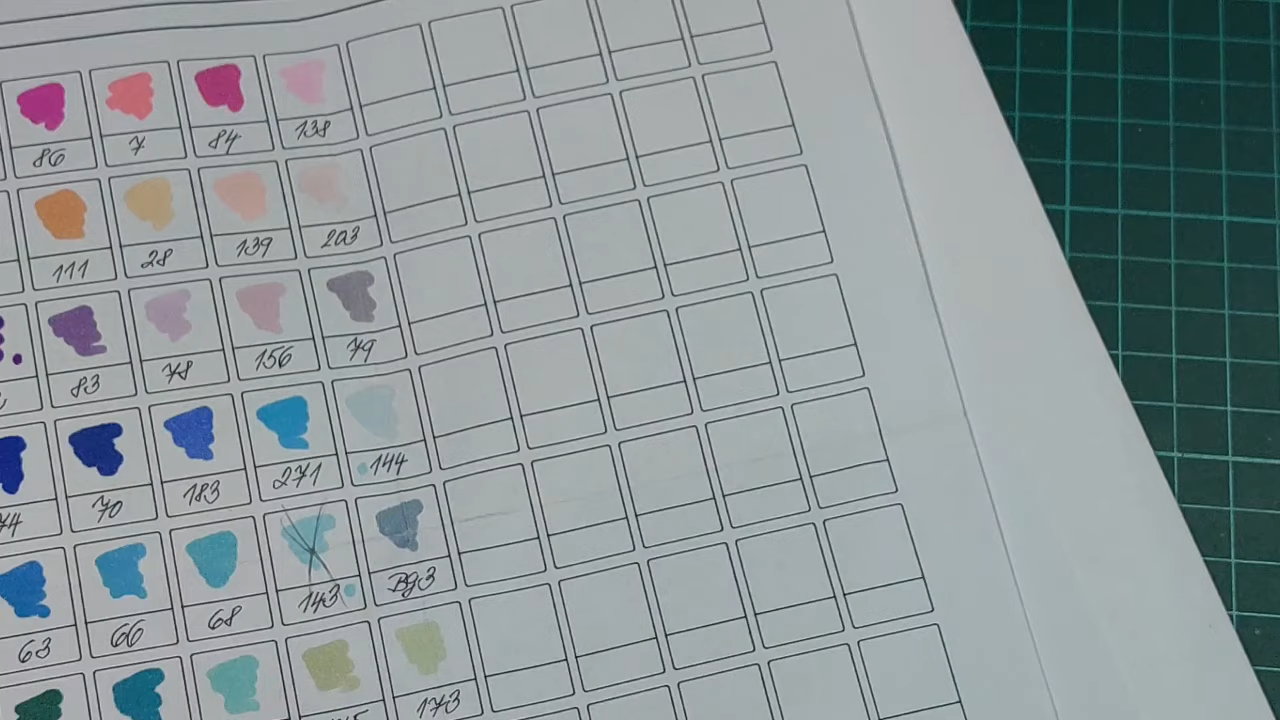 86 7 84 138
111 28 139 203
83 78 156 79
74 70 183 271 144
63 66 68 143 Bg3
173